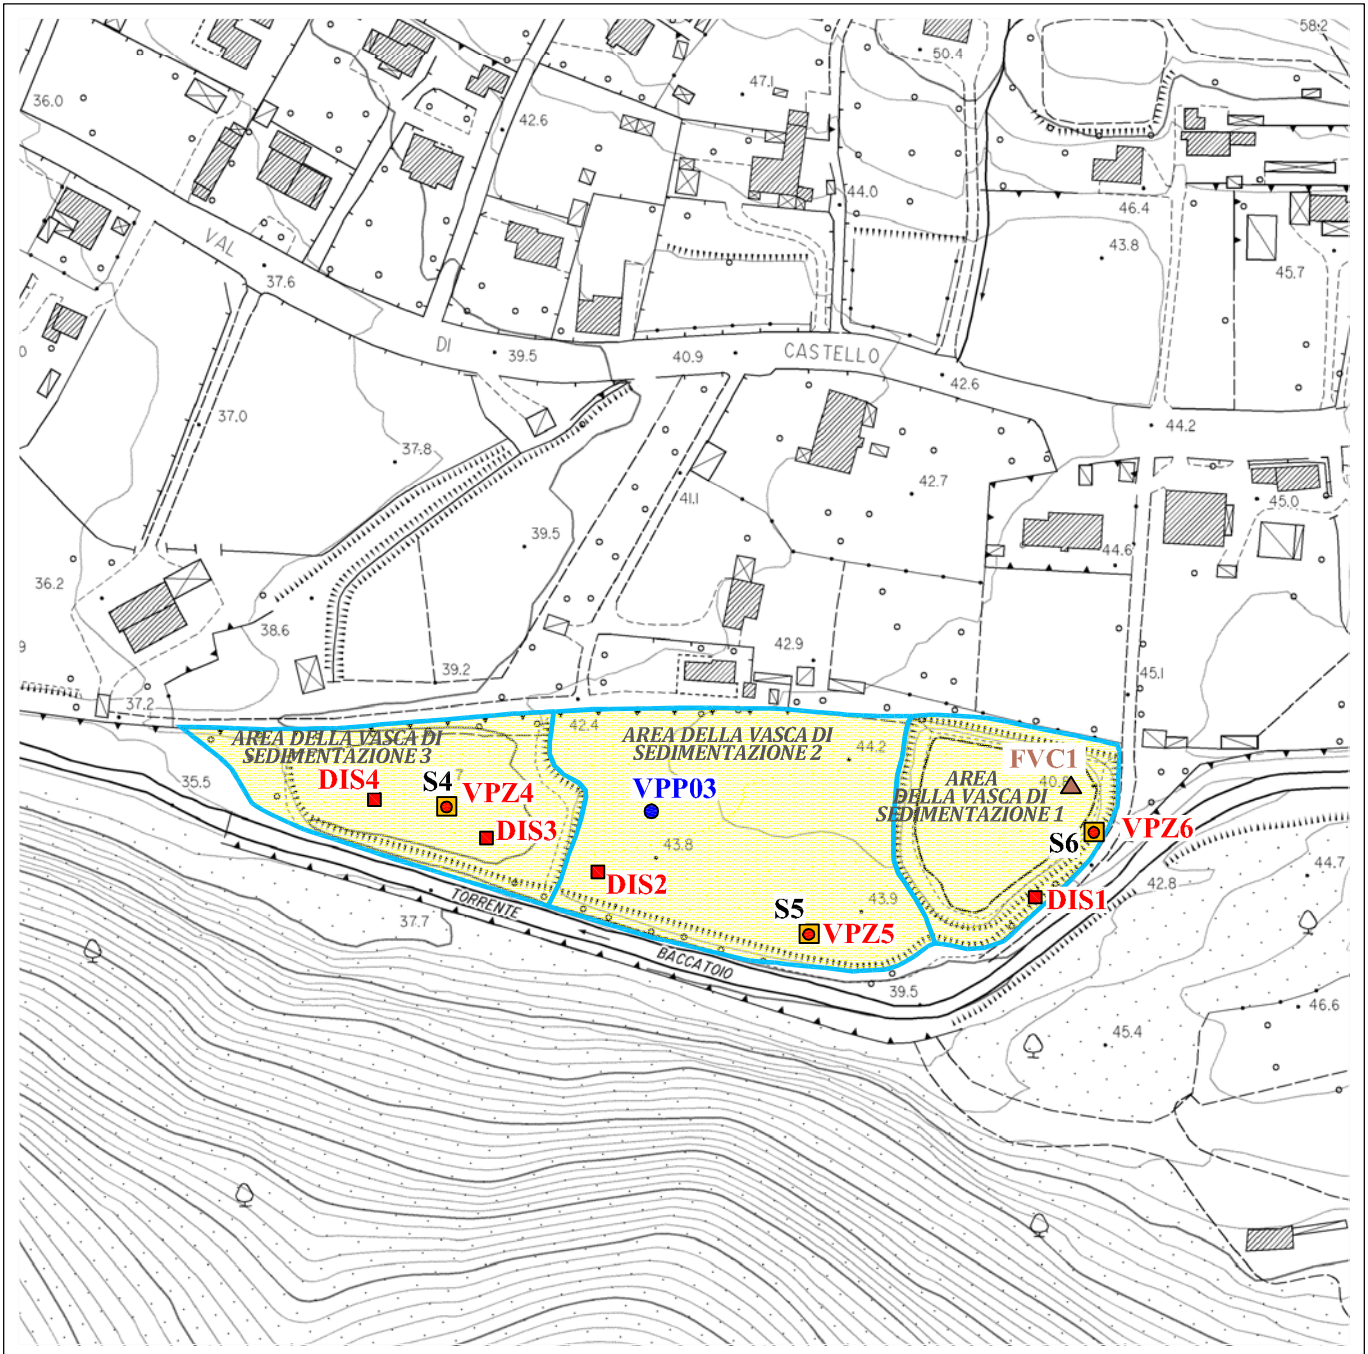 58.2
50.4
47.1
36.0
42.6
44.0
46.4
43.8
45.7
VAL
37.6
DI
39.5
40.9
CASTELLO
42.6
37.0
44.2
37.8
42.7
41.1
45.0
39.5
44.6
36.2
38.6
42.9
39.2
45.1
37.2
42.4
AREA DELLA VASCA DI
SEDIMENTAZIONE 3
AREA DELLA VASCA DI
SEDIMENTAZIONE 2
44.2
FVC1
AREA
DELLA VASCA DI
SEDIMENTAZIONE 1
35.5
DIS4
S4
VPZ4
VPP03
DIS3
VPZ6
S6
43.8
44.7
DIS2
42.8
DIS1
43.9
TORRENTE
S5
37.7
VPZ5
BACCATOIO
39.5
46.6
45.4